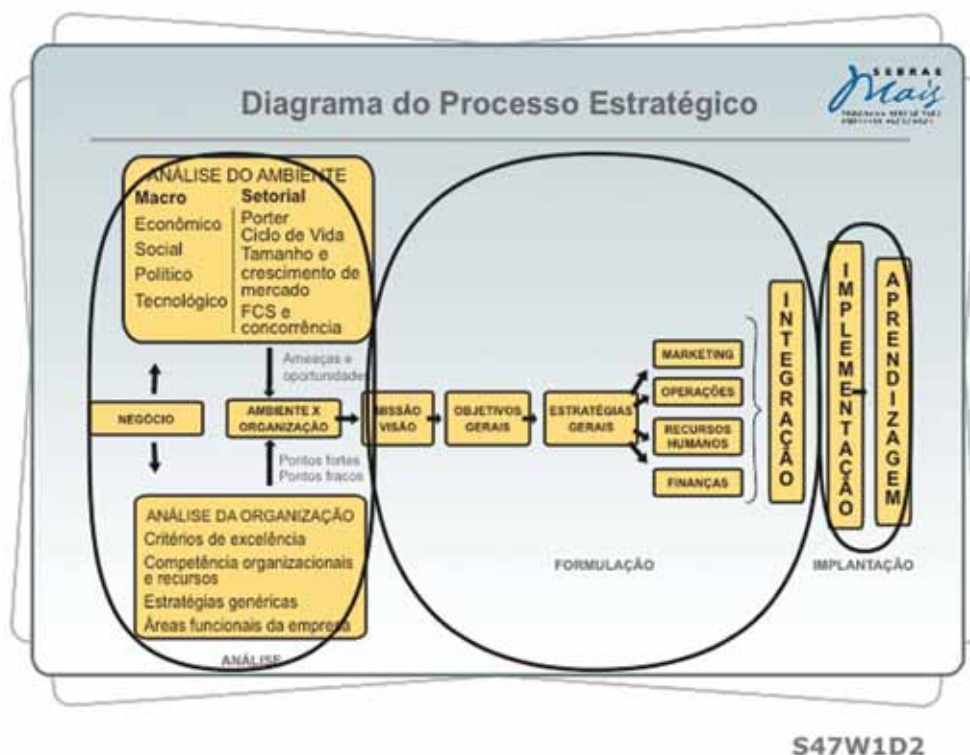 Diagrama do Processo Estratégico
SEBRAE
Mais
ANÁLISE DO AMBIENTE
Macro
Econômico
Social
Político
Tecnológico
Setorial
Porter
Ciclo de Vida
Tamanho e
crescimento de
mercado
FCS e
concorrência
Ameaças e
oportunidades
NEGÓCIO
AMBIENTE X
ORGANIZAÇÃO
Pontos fortes
Pontos fracos
ANÁLISE DA ORGANIZAÇÃO
Critérios de excelência
Competência organizacionais
e recursos
Estratégias genéricas
Áreas funcionais da empresa
ANÁLISE
MISSÃO
VISÃO
OBJETIVOS
GERAIS
ESTRATÉGIAS
GERAIS
MARKETING
OPERAÇÕES
RECURSOS
HUMANOS
FINANÇAS
INTEGRAÇÃO
FORMULAÇÃO
IMPLEMENTAÇÃO
APRENDIZAGEM
IMPLANTAÇÃO
S47W1D2